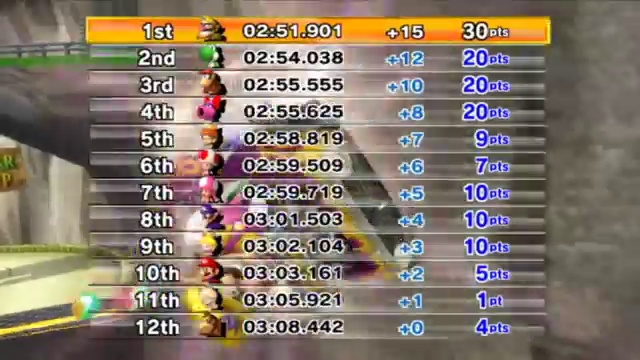 1st 02:51.901 +15 30pts
2nd 02:54.038 +12 20pts
3rd 02:55.555 +10 20pts
4th 02:55.625 +8 20pts
5th 02:58.819 +7 9pts
6th 02:59.509 +6 7pts
7th 02:59.719 +5 10pts
8th 03:01.503 +4 10pts
9th 03:02.104 +3 10pts
10th 03:03.161 +2 5pts
11th 03:05.921 +1 1pt
12th 03:08.442 +0 4pts